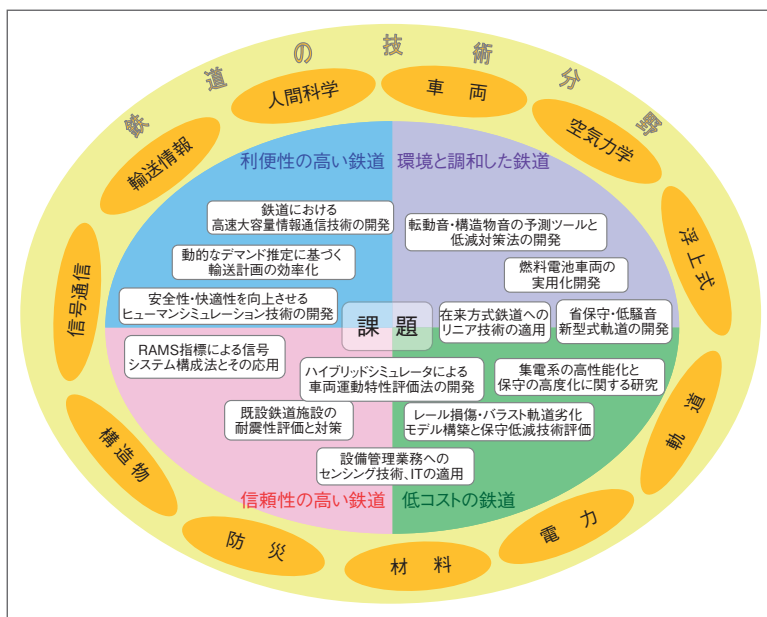 鉄道の技術分野
人間科学
車両
空気力学
浮上式
軌道
電力
材料
防災
構造物
信号通信
輸送情報
利便性の高い鉄道
環境と調和した鉄道
鉄道における
高速大容量情報通信技術の開発
動的なデマンド推定に基づく
輸送計画の効率化
安全性・快適性を向上させる
ヒューマンシミュレーション技術の開発
転動音・構造物音の予測ツールと
低減対策法の開発
燃料電池車両の
実用化開発
課題
在来方式鉄道への
リニア技術の適用
省保守・低騒音
新型式軌道の開発
RAMS指標による信号
システム構成法とその応用
ハイブリッドシミュレータによる
車両運動特性評価法の開発
集電系の高性能化と
保守の高度化に関する研究
既設鉄道施設の
耐震性評価と対策
レール損傷・バラスト軌道劣化
モデル構築と保守低減技術評価
設備管理業務への
センシング技術、ITの適用
信頼性の高い鉄道
低コストの鉄道